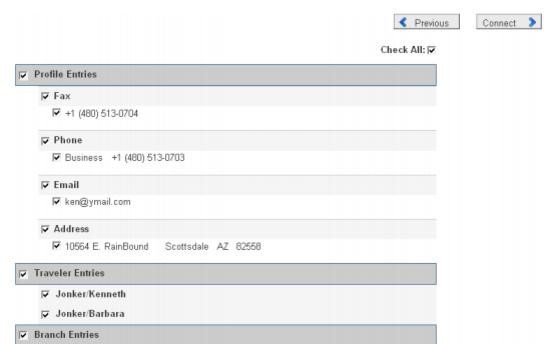 Previous Connect
Check All:
Profile Entries
Fax
+1 (480) 513-0704
Phone
Business +1 (480) 513-0703
Email
ken@ymail.com
Address
10564 E. RainBound Scottsdale AZ 82558
Traveler Entries
Jonker/Kenneth
Jonker/Barbara
Branch Entries